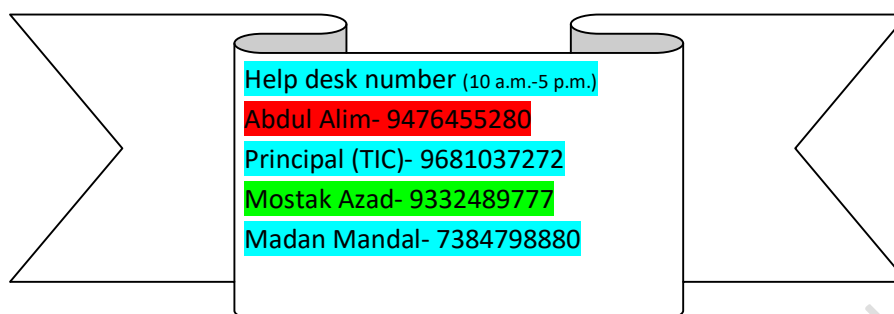 Help desk number (10 a.m.-5 p.m.)
Abdul Alim- 9476455280
Principal (TIC)- 9681037272
Mostak Azad- 9332489777
Madan Mandal- 7384798880